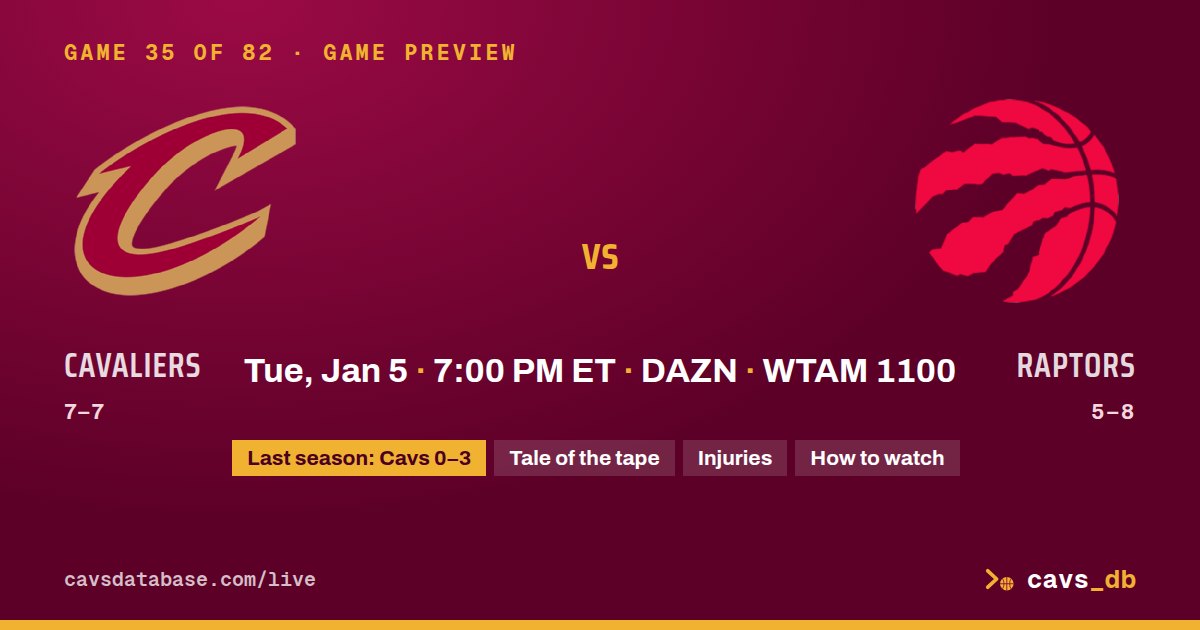 GAME 35 OF 82 · GAME PREVIEW
VS
CAVALIERS
7–7
Tue, Jan 5 · 7:00 PM ET · DAZN · WTAM 1100
RAPTORS
5–8
Last season: Cavs 0–3
Tale of the tape
Injuries
How to watch
cavsdatabase.com/live
cavs_db